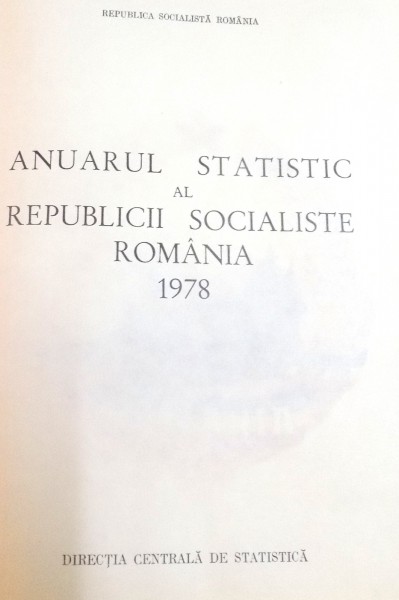 REPUBLICA SOCIALISTĂ ROMÂNIA
ANUARUL STATISTIC
AL
REPUBLICII SOCIALISTE
ROMÂNIA
1978
DIRECȚIA CENTRALĂ DE STATISTICĂ